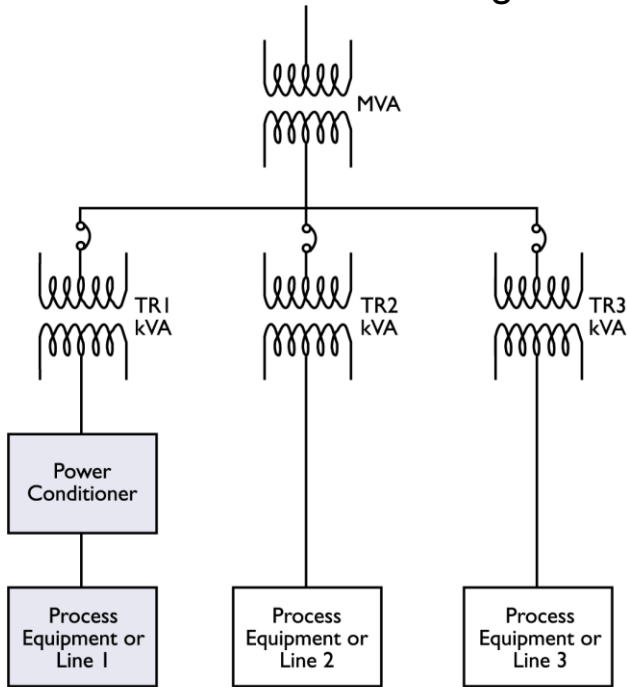 MVA
TR1
kVA
TR2
kVA
TR3
kVA
Power
Conditioner
Process
Equipment or
Line 1
Process
Equipment or
Line 2
Process
Equipment or
Line 3